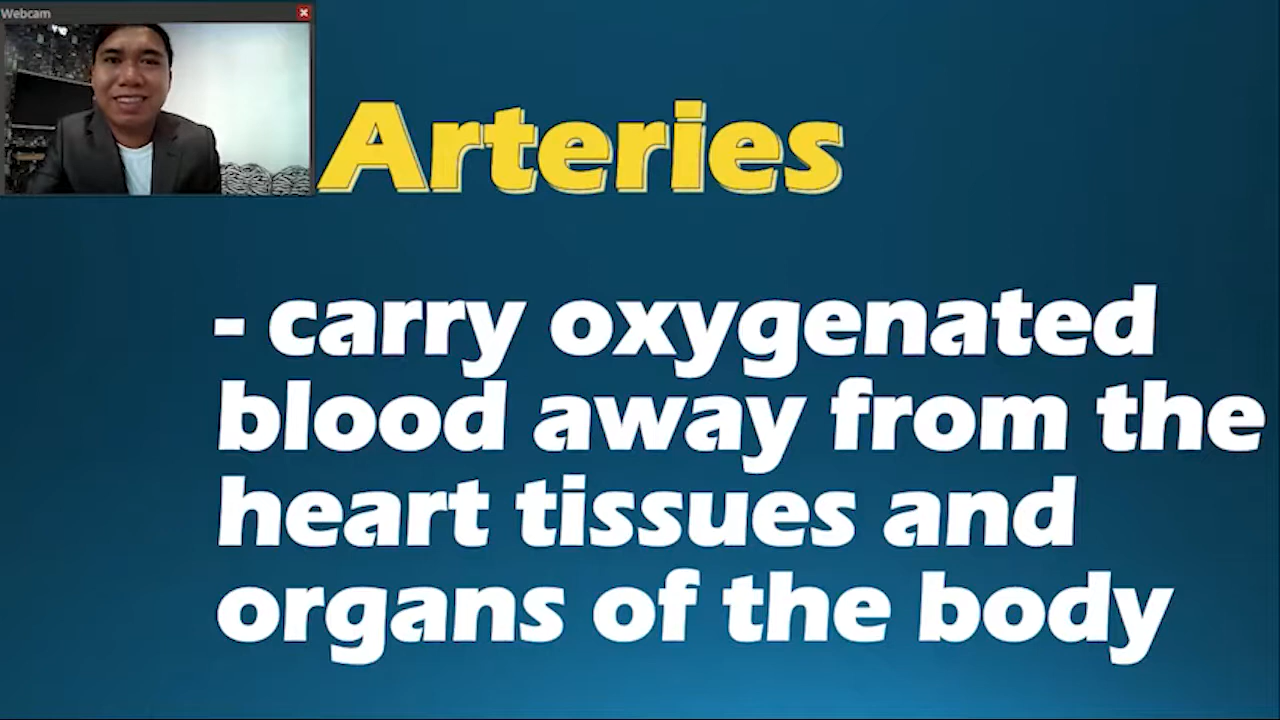 Webcam
Arteries
- carry oxygenated
blood away from the
heart tissues and
organs of the body